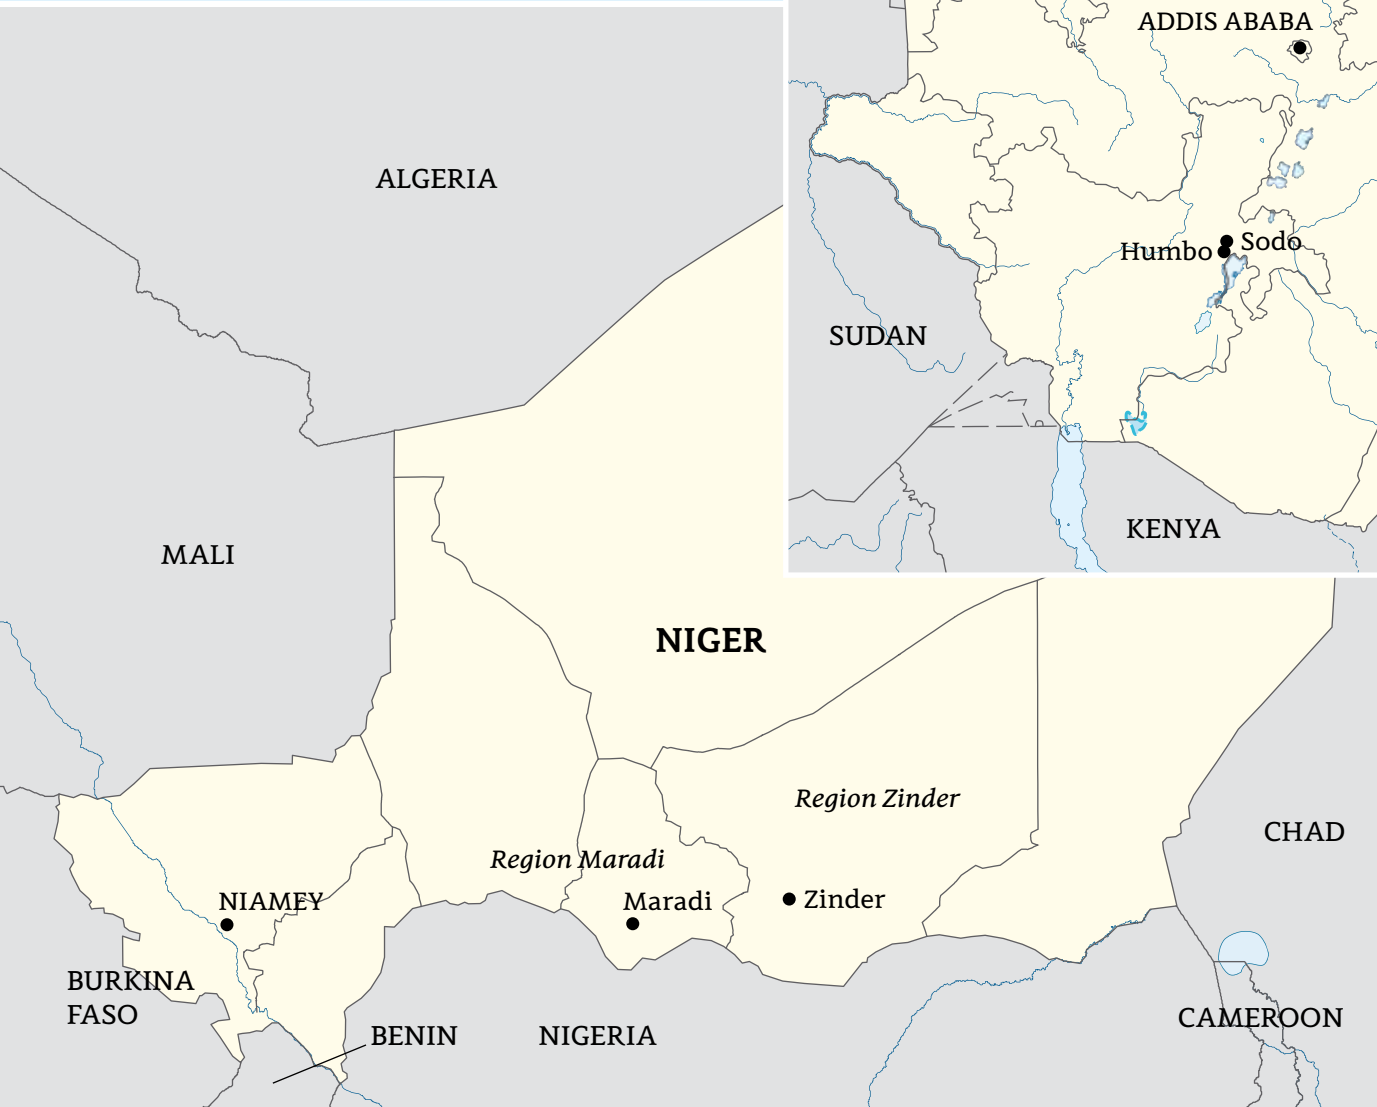 ADDIS ABABA
ALGERIA
Sodo
Humbo
SUDAN
KENYA
MALI
NIGER
Region Zinder
CHAD
Region Maradi
Maradi
Zinder
NIAMEY
BURKINA
FASO
BENIN
NIGERIA
CAMEROON